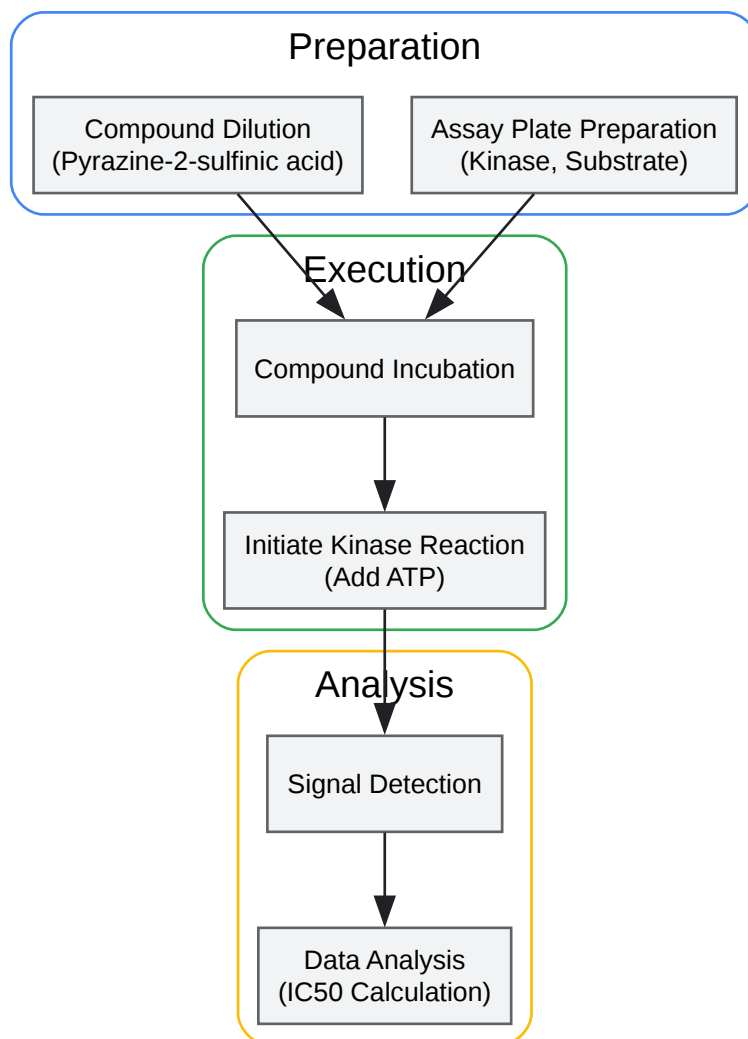 Preparation
Compound Dilution
(Pyrazine-2-sulfinic acid)
Assay Plate Preparation
(Kinase, Substrate)
Execution
Compound Incubation
Initiate Kinase Reaction
(Add ATP)
Analysis
Signal Detection
Data Analysis
(IC50 Calculation)